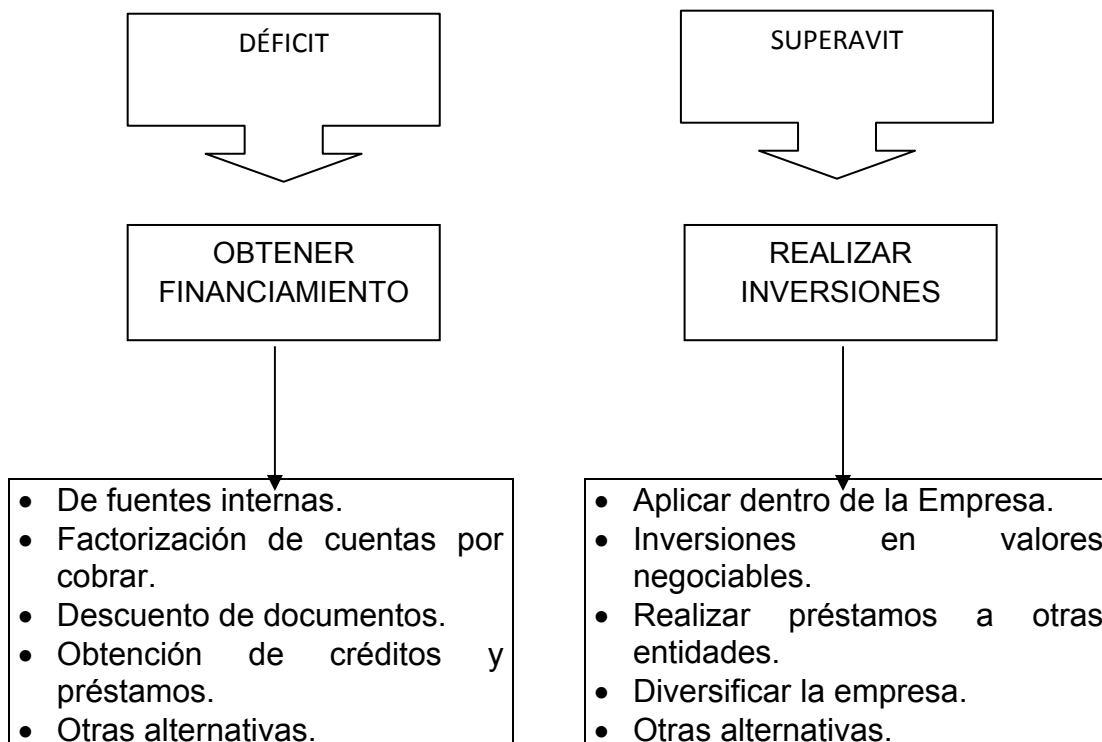 DÉFICIT
OBTENER
FINANCIAMIENTO
• De fuentes internas.
• Factorización de cuentas por
cobrar.
• Descuento de documentos.
• Obtención de créditos y
préstamos.
• Otras alternativas.
SUPERAVIT
REALIZAR
INVERSIONES
• Aplicar dentro de la Empresa.
• Inversiones en valores
negociables.
• Realizar préstamos a otras
entidades.
• Diversificar la empresa.
• Otras alternativas.